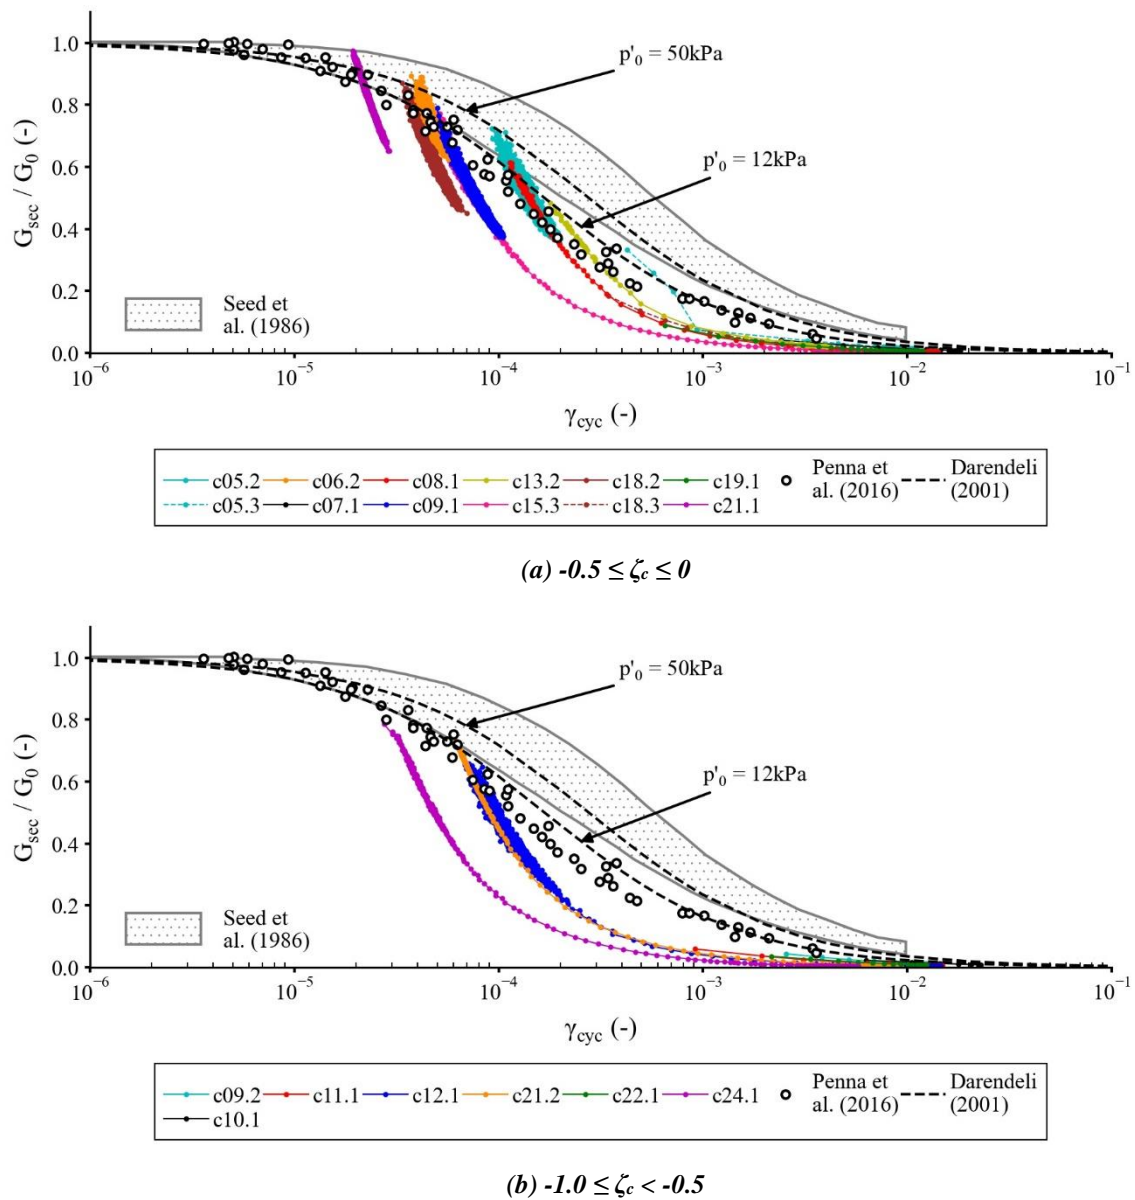 1.0
0.8
0.6
0.4
0.2
0.0
G_sec / G_0 (-)
p'_0 = 50kPa
p'_0 = 12kPa
Seed et
al. (1986)
10^−6 10^−5 10^−4 10^−3 10^−2 10^−1
γ_cyc (-)
c05.2 c06.2 c08.1 c13.2 c18.2 c19.1 Penna et Darendeli
c05.3 c07.1 c09.1 c15.3 c18.3 c21.1 al. (2016) (2001)
(a) -0.5 ≤ ζ_c ≤ 0
1.0
0.8
0.6
0.4
0.2
0.0
G_sec / G_0 (-)
p'_0 = 50kPa
p'_0 = 12kPa
Seed et
al. (1986)
10^−6 10^−5 10^−4 10^−3 10^−2 10^−1
γ_cyc (-)
c09.2 c11.1 c12.1 c21.2 c22.1 c24.1 Penna et Darendeli
c10.1 al. (2016) (2001)
(b) -1.0 ≤ ζ_c < -0.5